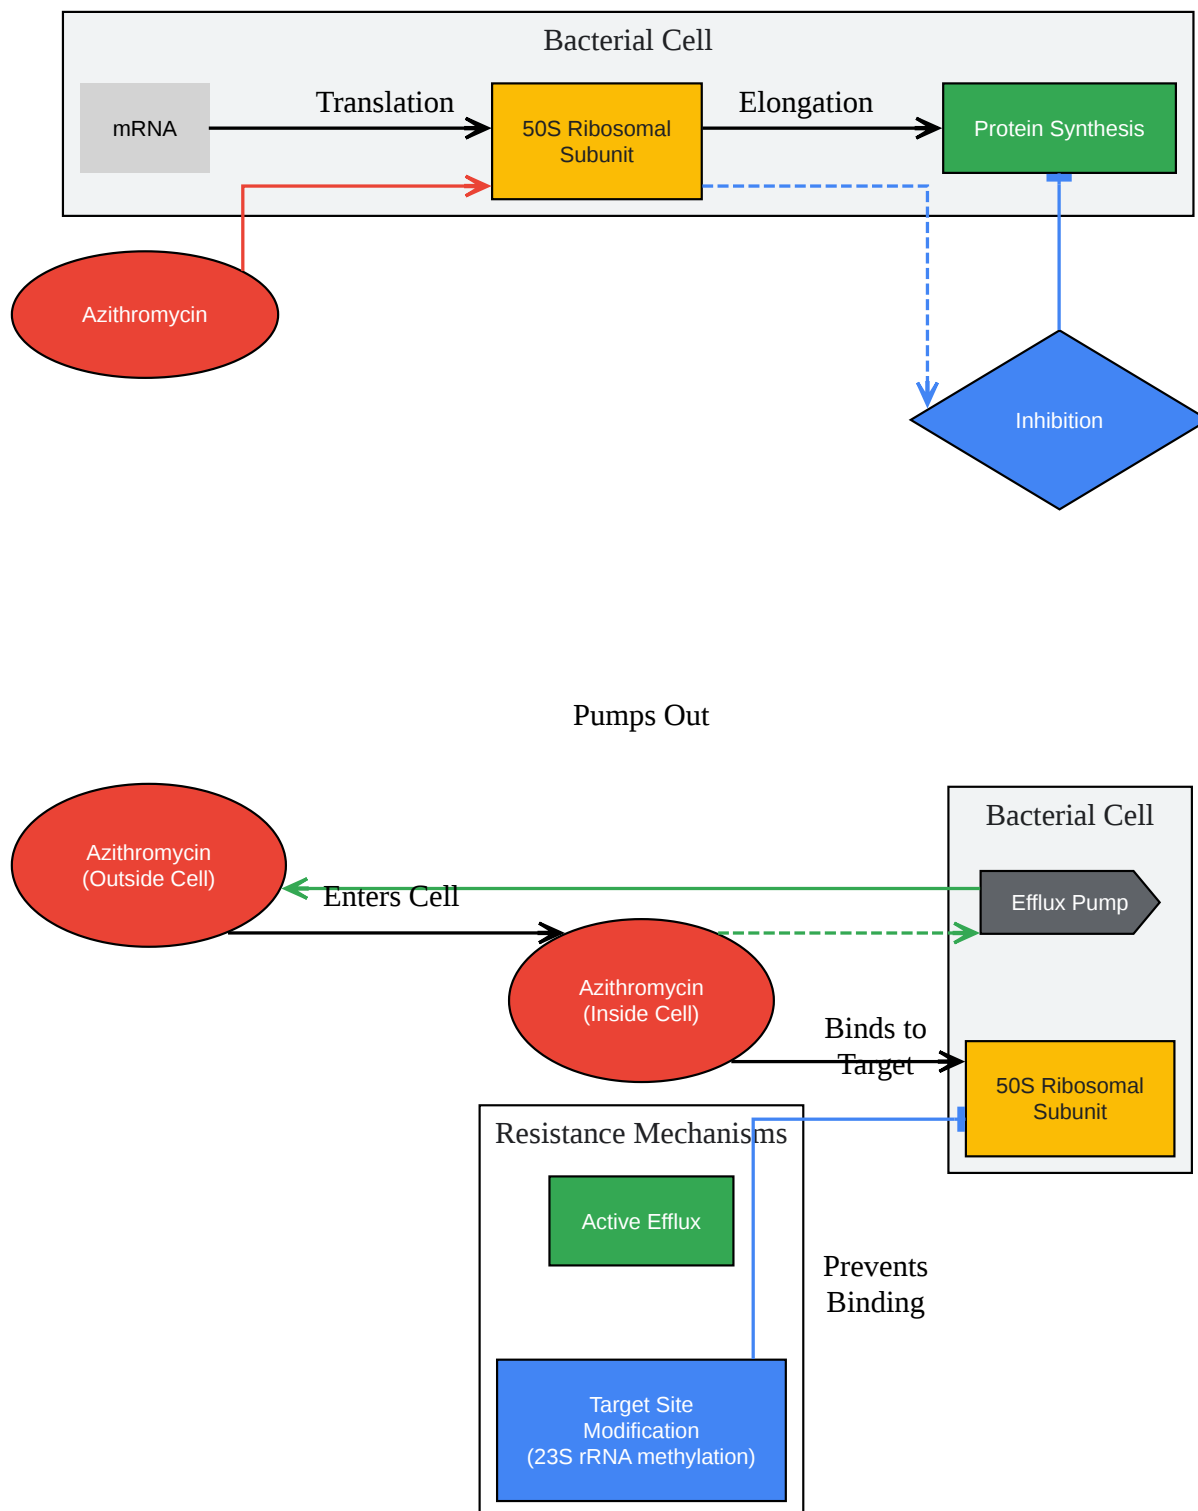 Bacterial Cell
mRNA
Translation
50S Ribosomal
Subunit
Elongation
Protein Synthesis
Azithromycin
Inhibition
Pumps Out
Azithromycin
(Outside Cell)
Enters Cell
Bacterial Cell
Efflux Pump
Azithromycin
(Inside Cell)
Binds to
Target
50S Ribosomal
Subunit
Resistance Mechanisms
Active Efflux
Prevents
Binding
Target Site
Modification
(23S rRNA methylation)